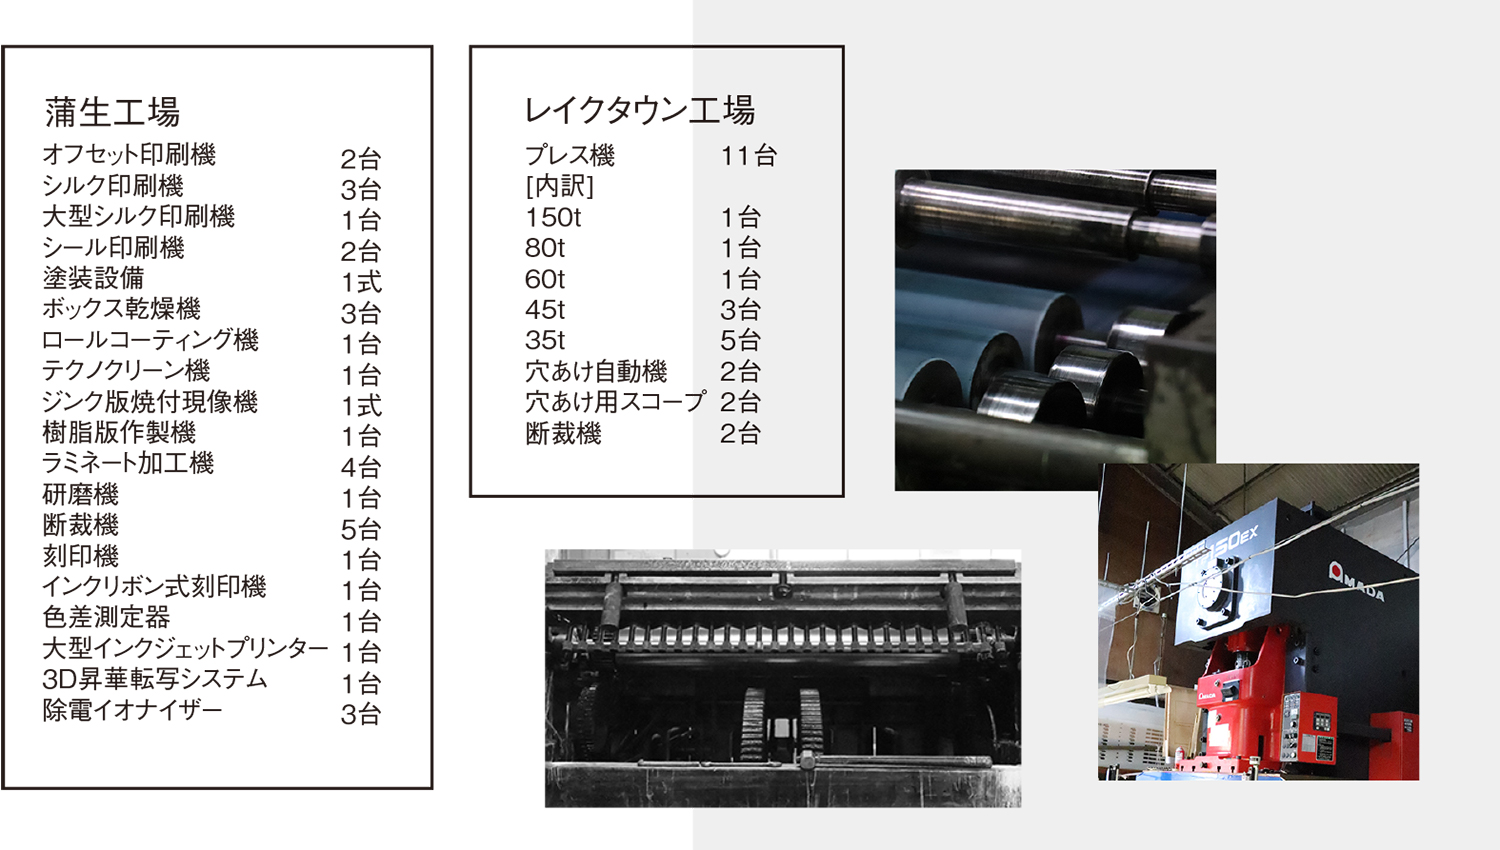 蒲生工場
オフセット印刷機 2台
シルク印刷機 3台
大型シルク印刷機 1台
シール印刷機 2台
塗装設備 1式
ボックス乾燥機 3台
ロールコーティング機 1台
テクノクリーン機 1台
ジンク版焼付現像機 1式
樹脂版作製機 1台
ラミネート加工機 4台
研磨機 1台
断裁機 5台
刻印機 1台
インクリボン式刻印機 1台
色差測定器 1台
大型インクジェットプリンター 1台
3D昇華転写システム 1台
除電イオナイザー 3台
レイクタウン工場
プレス機 11台
[内訳]
150t 1台
80t 1台
60t 1台
45t 3台
35t 5台
穴あけ自動機 2台
穴あけ用スコープ 2台
断裁機 2台
150EX
AMADA
AMADA